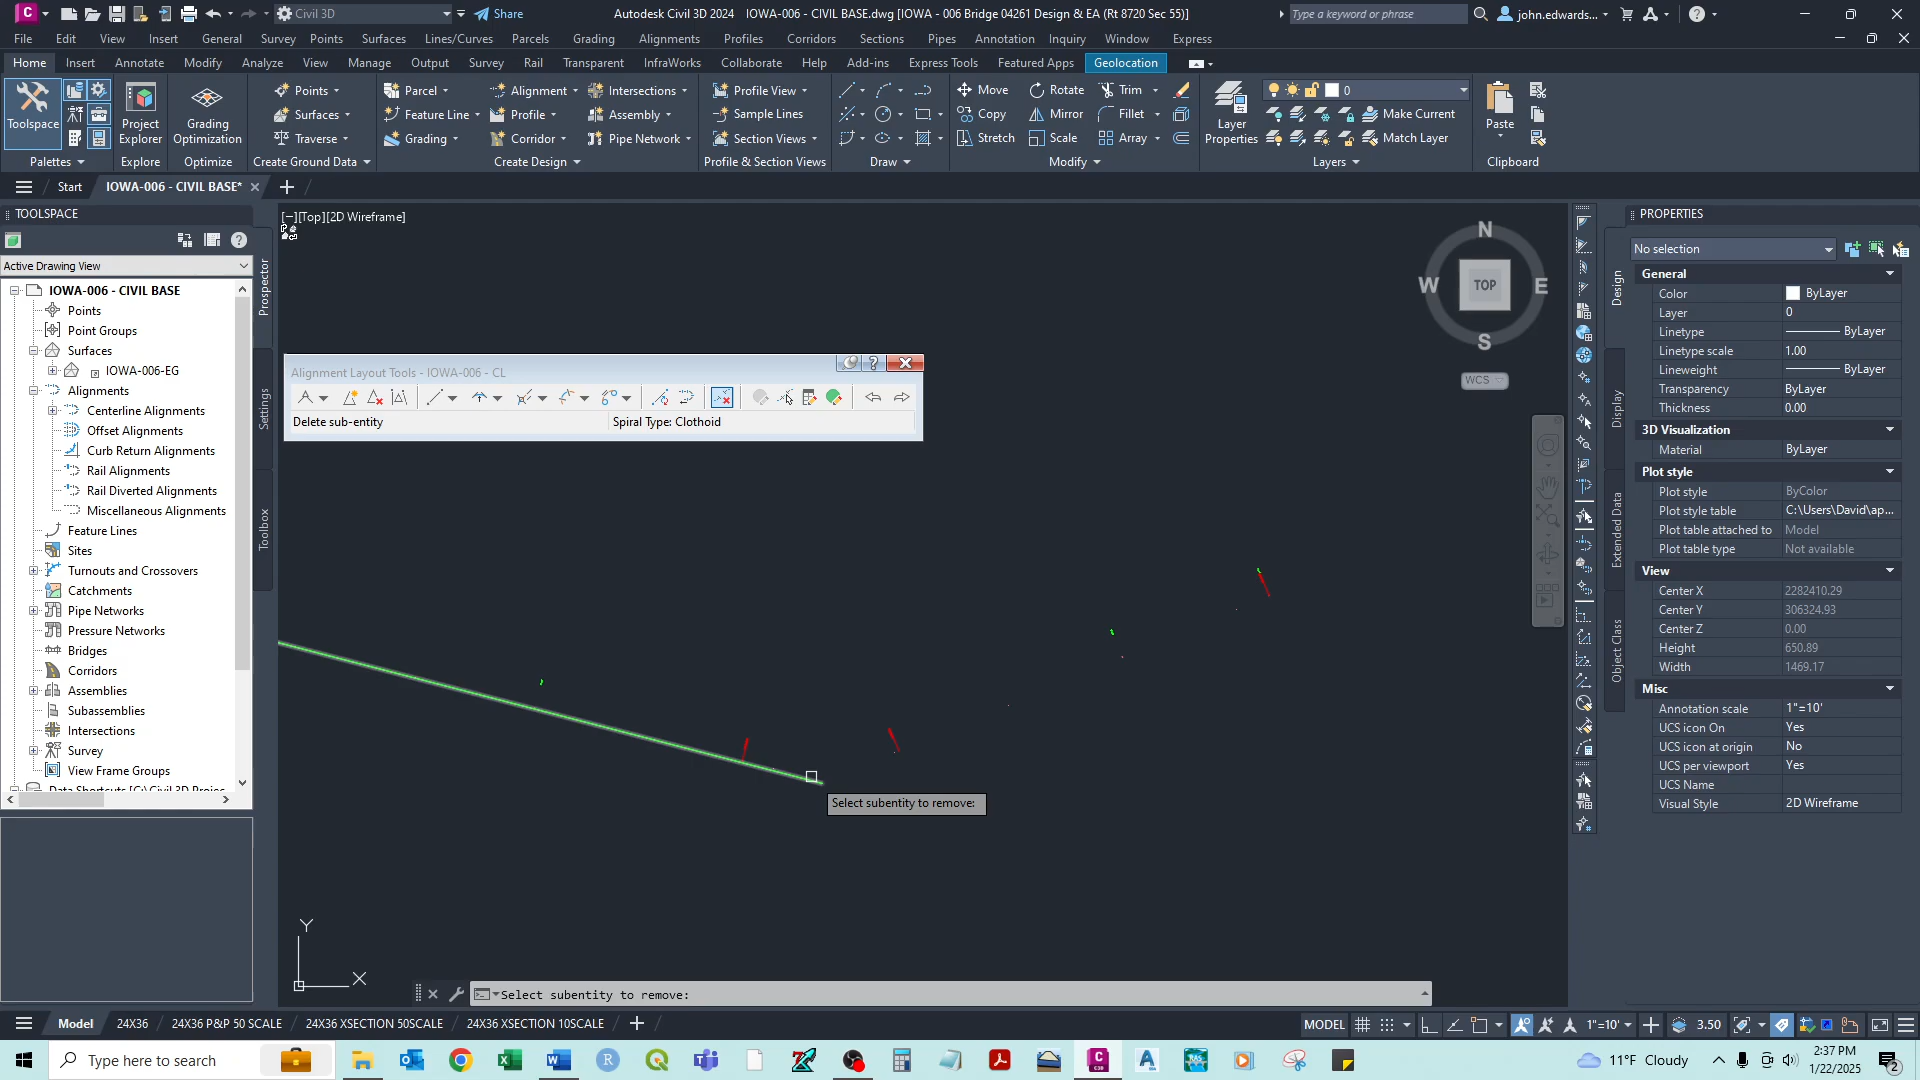 C Civil 3D Share Autodesk Civil 3D 2024 IOWA-006 - CIVIL BASE.dwg [IOWA - 006 Bridge 04261 Design & EA (Rt 8720 Sec 55)] Type a keyword or phrase john.edwards...
File Edit View Insert General Survey Points Surfaces Lines/Curves Parcels Grading Alignments Profiles Corridors Sections Pipes Annotation Inquiry Window Express
Home Insert Annotate Modify Analyze View Manage Output Survey Rail Transparent InfraWorks Collaborate Help Add-ins Express Tools Featured Apps Geolocation
Toolspace
Project Explorer
Grading Optimization
Points
Surfaces
Traverse
Parcel
Feature Line
Grading
Alignment
Profile
Corridor
Intersections
Assembly
Pipe Network
Profile View
Sample Lines
Section Views
Move Rotate Trim
Copy Mirror Fillet
Stretch Scale Array
Layer Properties
0
Make Current
Match Layer
Paste
Palettes Explore Optimize Create Ground Data Create Design Profile & Section Views Draw Modify Layers Clipboard
Start IOWA-006 - CIVIL BASE*
TOOLSPACE
Active Drawing View
IOWA-006 - CIVIL BASE
Points
Point Groups
Surfaces
IOWA-006-EG
Alignments
Centerline Alignments
Offset Alignments
Curb Return Alignments
Rail Alignments
Rail Diverted Alignments
Miscellaneous Alignments
Feature Lines
Sites
Turnouts and Crossovers
Catchments
Pipe Networks
Pressure Networks
Bridges
Corridors
Assemblies
Subassemblies
Intersections
Survey
View Frame Groups
Prospector
Settings
Survey
Toolbox
[−][Top][2D Wireframe]
Alignment Layout Tools - IOWA-006 - CL
Delete sub-entity Spiral Type: Clothoid
N
W TOP E
S
WCS
Select subentity to remove:
Y
X
Select subentity to remove:
PROPERTIES
No selection
General
Color ByLayer
Layer 0
Linetype ByLayer
Linetype scale 1.00
Lineweight ByLayer
Transparency ByLayer
Thickness 0.00
3D Visualization
Material ByLayer
Plot style
Plot style ByColor
Plot style table C:\Users\David\ap...
Plot table attached to Model
Plot table type Not available
View
Center X 2282410.29
Center Y 306324.93
Center Z 0.00
Height 650.89
Width 1469.17
Misc
Annotation scale 1"=10'
UCS icon On Yes
UCS icon at origin No
UCS per viewport Yes
UCS Name
Visual Style 2D Wireframe
Design
Display
Extended Data
Object Class
Model 24X36 24X36 P&P 50 SCALE 24X36 XSECTION 50SCALE 24X36 XSECTION 10SCALE MODEL 1"=10' 3.50
Type here to search 11°F Cloudy 2:37 PM
1/22/2025
2